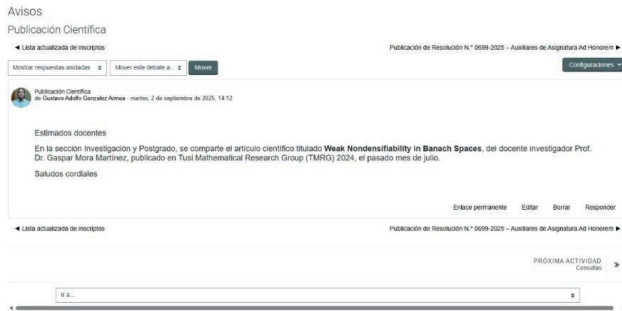 Avisos
Publicación Científica
◄ Lista actualizada de inscriptos
Publicación de Resolución N.° 0699-2025 – Auxiliares de Asignatura Ad Honorem ►
Mostrar respuestas anidadas
Mover este debate a...
Mover
Configuraciones
Publicación Científica
de Gustavo Adolfo Gonzalez Armoa - martes, 2 de septiembre de 2025, 14:12
Estimados docentes
En la sección Investigación y Postgrado, se comparte el artículo científico titulado Weak Nondensifiability in Banach Spaces, del docente investigador Prof.
Dr. Gaspar Mora Martínez, publicado en Tusi Mathematical Research Group (TMRG) 2024, el pasado mes de julio.
Saludos cordiales
Enlace permanente Editar Borrar Responder
◄ Lista actualizada de inscriptos
Publicación de Resolución N.° 0699-2025 – Auxiliares de Asignatura Ad Honorem ►
PRÓXIMA ACTIVIDAD
Consultas
Ir a...